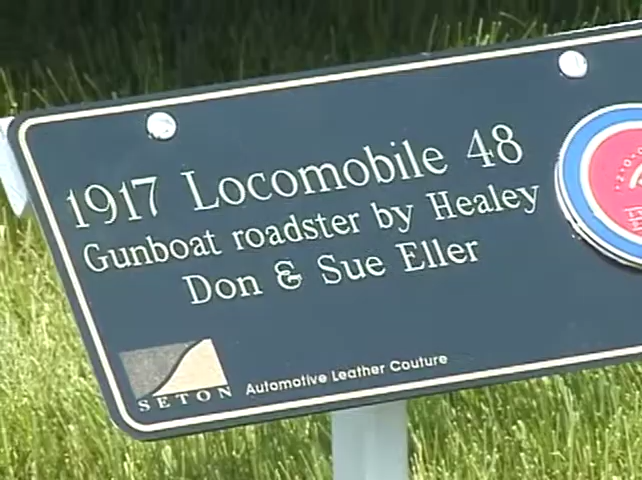 1917 Locomobile 48
Gunboat roadster by Healey
Don & Sue Eller
SETON Automotive Leather Couture